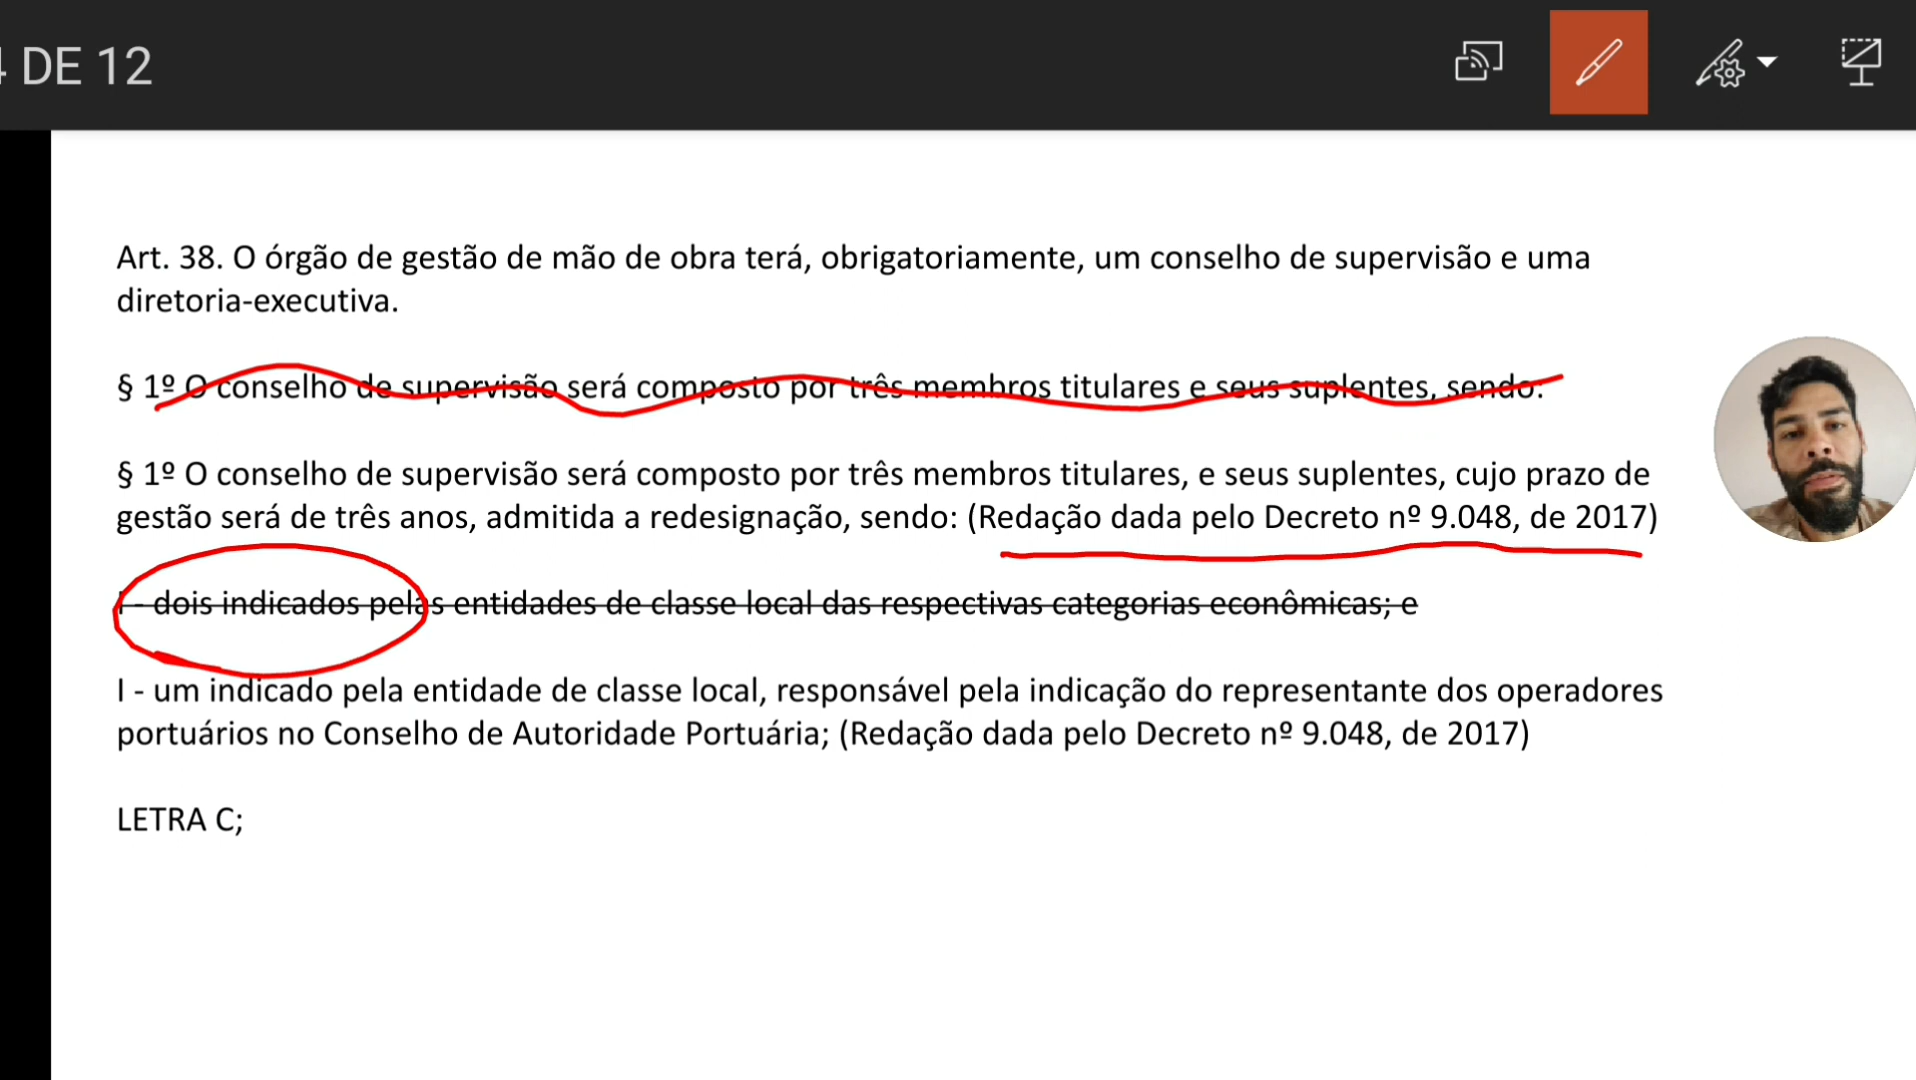 DE 12
Art. 38. O órgão de gestão de mão de obra terá, obrigatoriamente, um conselho de supervisão e uma
diretoria-executiva.
§ 1º O conselho de supervisão será composto por três membros titulares e seus suplentes, sendo:
§ 1º O conselho de supervisão será composto por três membros titulares, e seus suplentes, cujo prazo de
gestão será de três anos, admitida a redesignação, sendo: (Redação dada pelo Decreto nº 9.048, de 2017)
I - dois indicados pelas entidades de classe local das respectivas categorias econômicas; e
I - um indicado pela entidade de classe local, responsável pela indicação do representante dos operadores
portuários no Conselho de Autoridade Portuária; (Redação dada pelo Decreto nº 9.048, de 2017)
LETRA C;